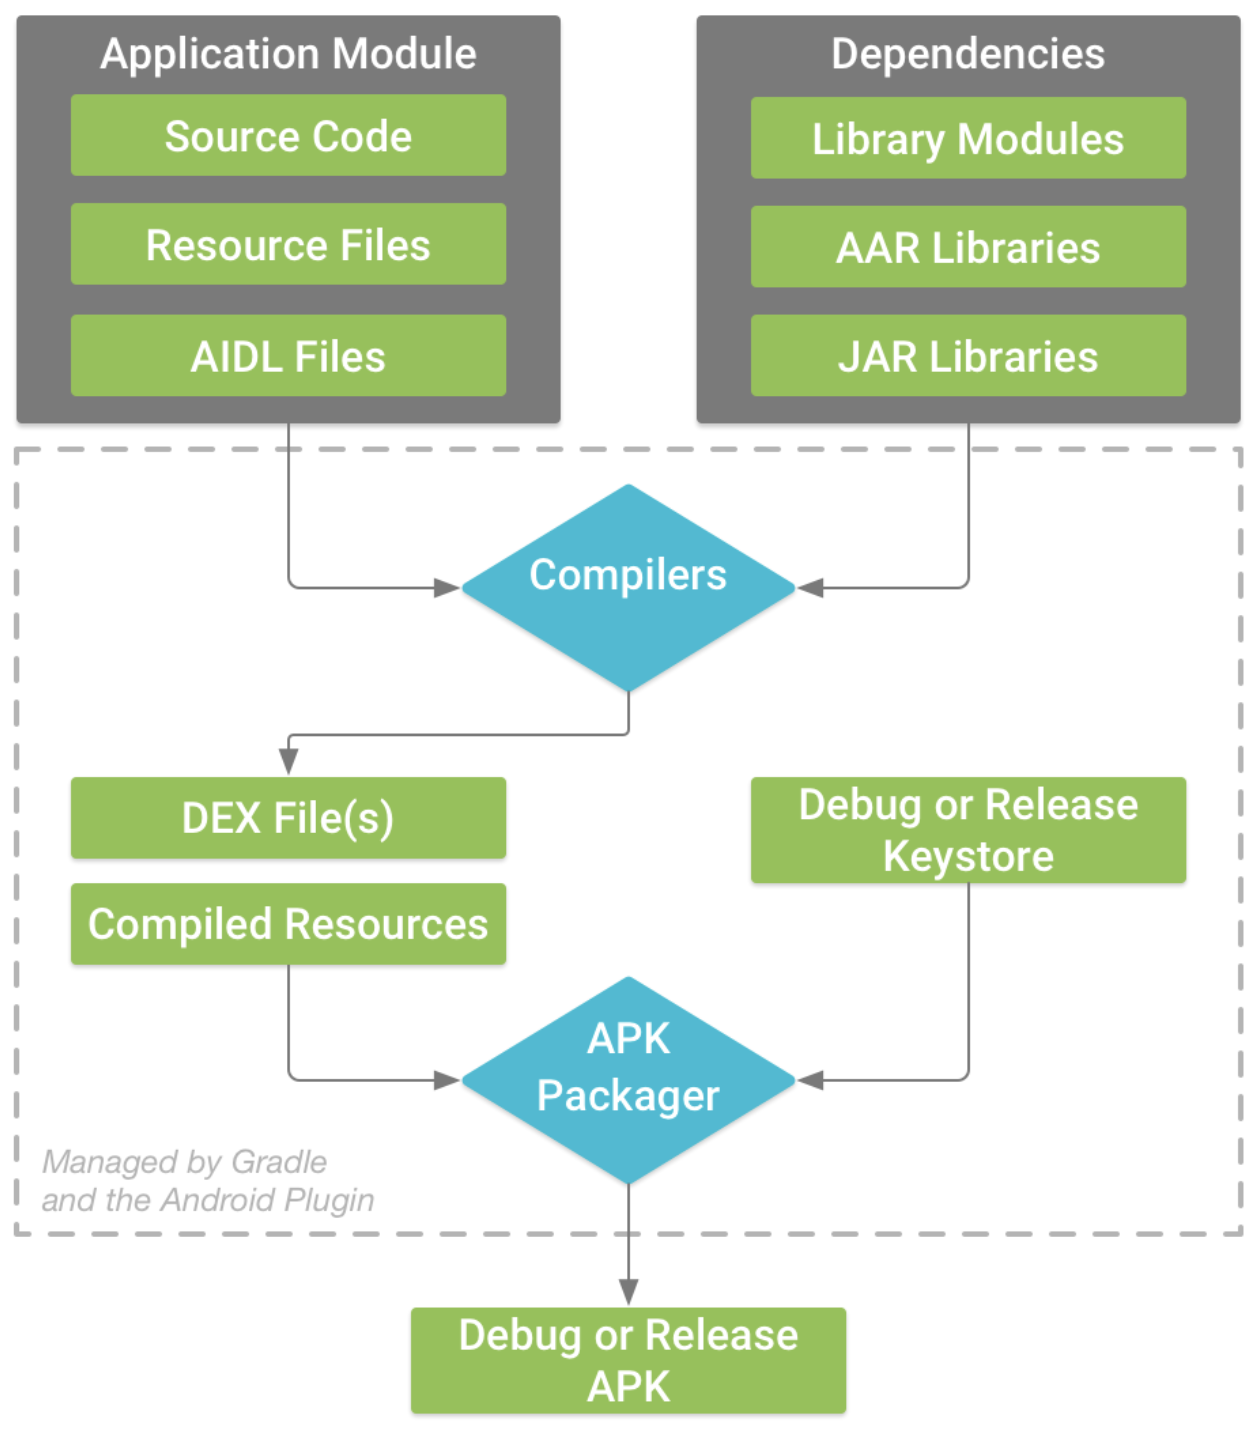 Application Module
Source Code
Resource Files
AIDL Files
Dependencies
Library Modules
AAR Libraries
JAR Libraries
Compilers
DEX File(s)
Compiled Resources
Debug or Release
Keystore
APK
Packager
Managed by Gradle
and the Android Plugin
Debug or Release
APK